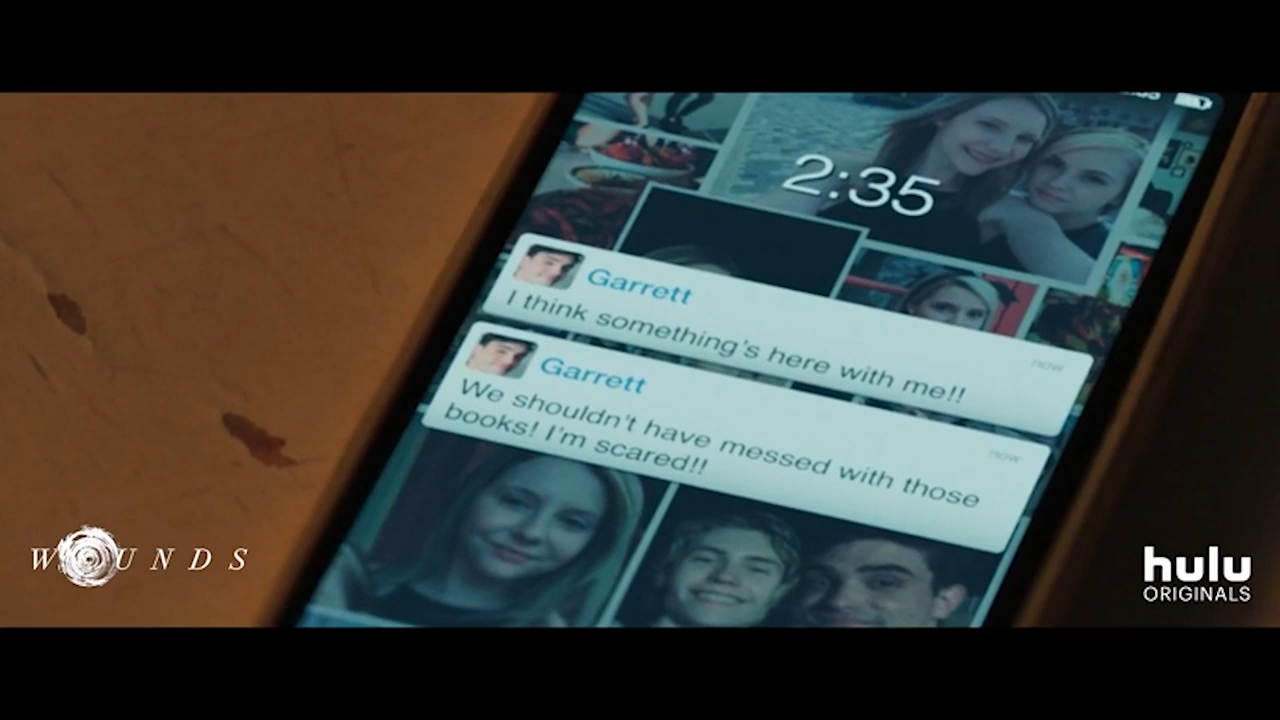 2:35
Garrett
now
I think something's here with me!!
Garrett
now
We shouldn't have messed with those
books! I'm scared!!
WOUNDS
hulu
ORIGINALS